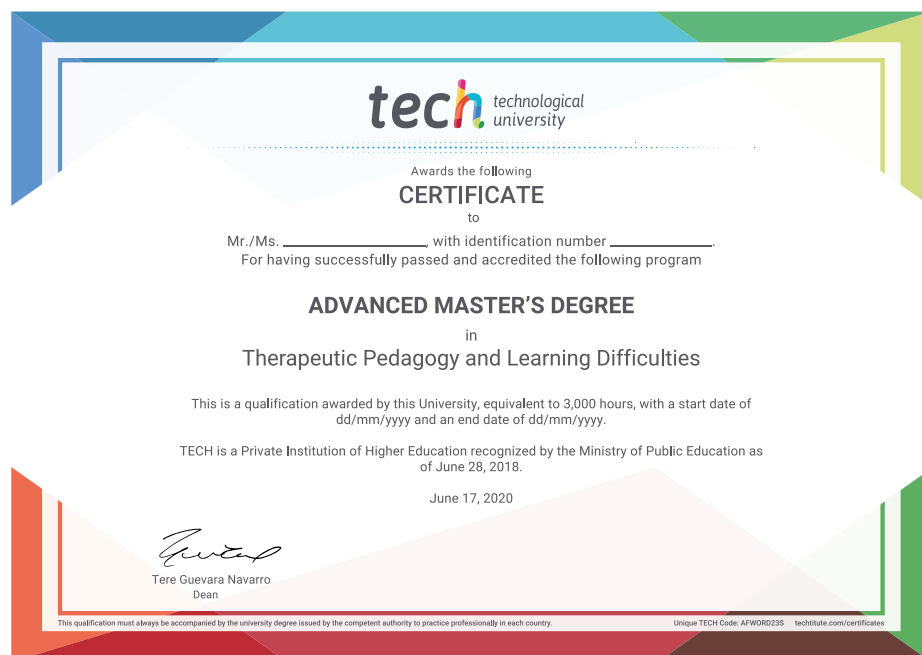 tech technological
university
Awards the following
CERTIFICATE
to
Mr./Ms. ____________________, with identification number ______________.
For having successfully passed and accredited the following program
ADVANCED MASTER'S DEGREE
in
Therapeutic Pedagogy and Learning Difficulties
This is a qualification awarded by this University, equivalent to 3,000 hours, with a start date of
dd/mm/yyyy and an end date of dd/mm/yyyy.
TECH is a Private Institution of Higher Education recognized by the Ministry of Public Education as
of June 28, 2018.
June 17, 2020
Tere Guevara Navarro
Dean
This qualification must always be accompanied by the university degree issued by the competent authority to practice professionally in each country.
Unique TECH Code: AFWORD23S techtitute.com/certificates